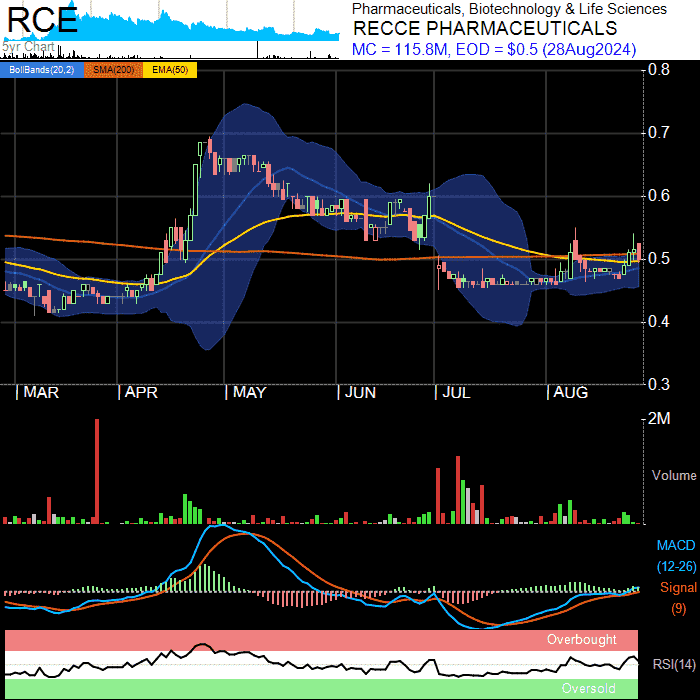 RCE
5yr Chart
Pharmaceuticals, Biotechnology & Life Sciences
RECCE PHARMACEUTICALS
MC = 115.8M, EOD = $0.5 (28Aug2024)
BollBands(20,2) SMA(200) EMA(50)
0.8
0.7
0.6
0.5
0.4
0.3
MAR APR MAY JUN JUL AUG
2M
Volume
MACD
(12-26)
Signal
(9)
Overbought
RSI(14)
Oversold